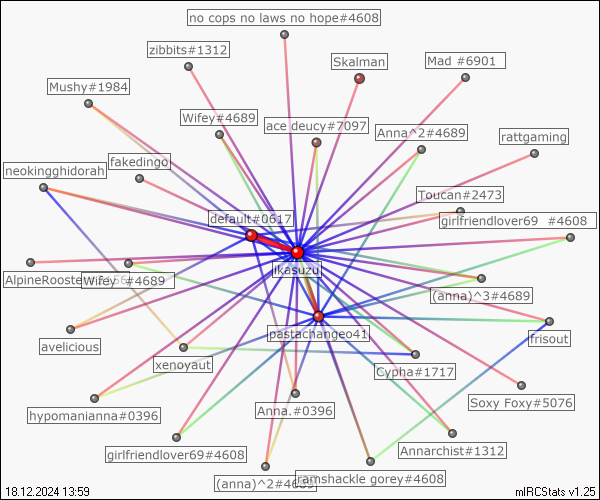 no cops no laws no hope#4608
zibbits#1312
Skalman
Mad #6901
Mushy#1984
Wifey#4689
ace deucy#7097
Anna^2#4689
rattgaming
fakedingo
neokingghidorah
Toucan#2473
default#0617
girlfriendlover69 #4608
ikasuzu
AlpineRooste
Wifey #4689
(anna)^3#4689
pastachangeo41
frisout
avelicious
xenoyaut
Cypha#1717
Soxy Foxy#5076
hypomanianna#0396
Anna.#0396
girlfriendlover69#4608
Annarchist#1312
(anna)^2#4689
ramshackle gorey#4608
18.12.2024 13:59
mIRCStats v1.25